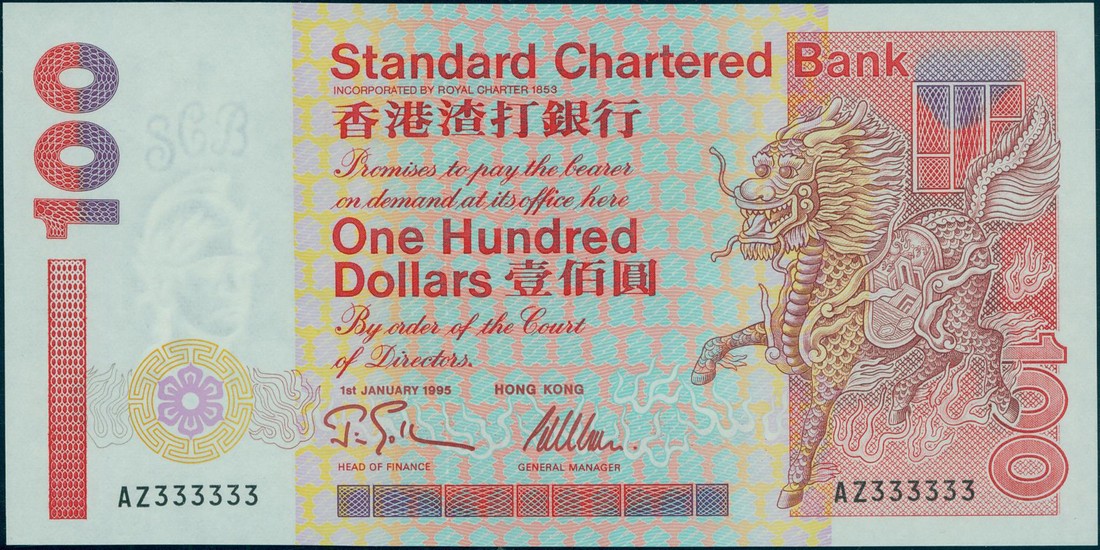 100
SCB
Standard Chartered Bank
INCORPORATED BY ROYAL CHARTER 1853
香港渣打銀行
Promises to pay the bearer
on demand at its office here
One Hundred
Dollars 壹佰圓
By order of the Court
of Directors.
1st JANUARY 1995 HONG KONG
HEAD OF FINANCE GENERAL MANAGER
AZ333333 AZ333333
100